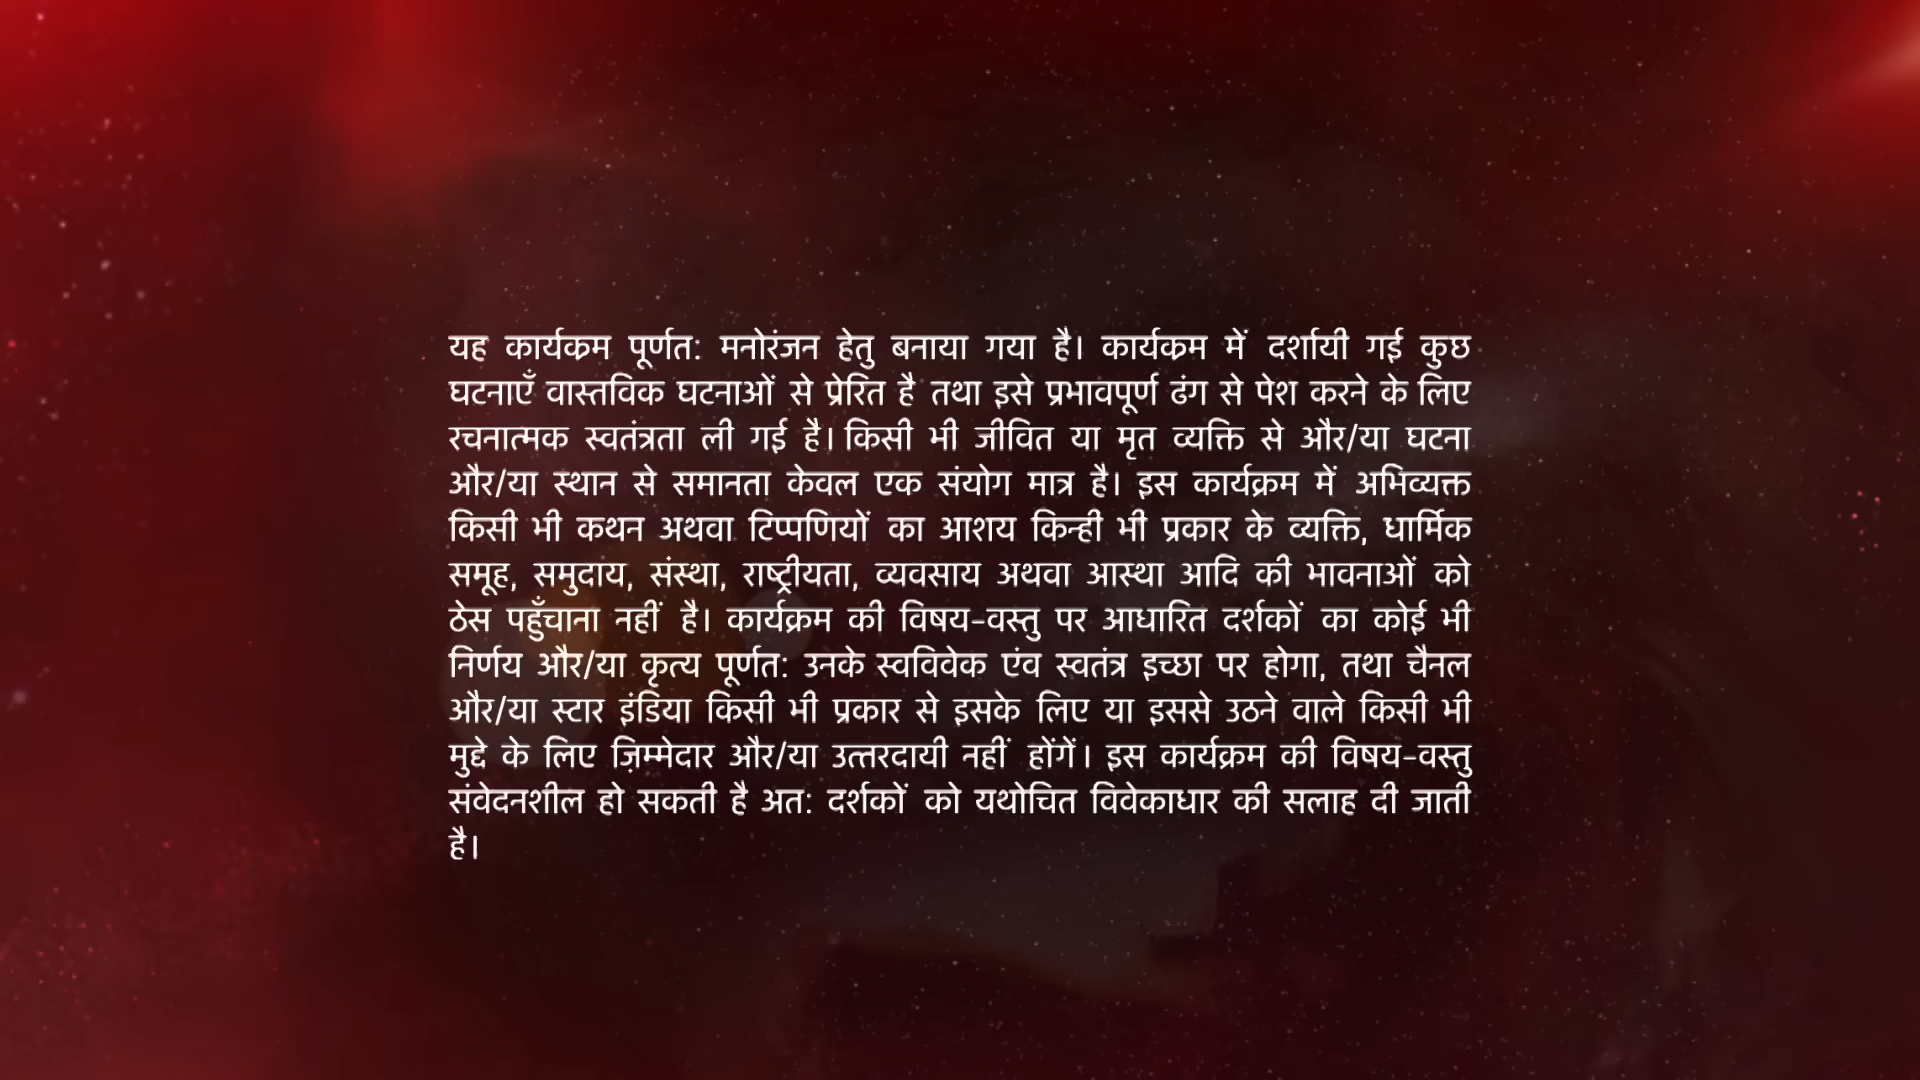 यह कार्यक्रम पूर्णत: मनोरंजन हेतु बनाया गया है। कार्यक्रम में दर्शायी गई कुछ
घटनाएँ वास्तविक घटनाओं से प्रेरित है तथा इसे प्रभावपूर्ण ढंग से पेश करने के लिए
रचनात्मक स्वतंत्रता ली गई है। किसी भी जीवित या मृत व्यक्ति से और/या घटना
और/या स्थान से समानता केवल एक संयोग मात्र है। इस कार्यक्रम में अभिव्यक्त
किसी भी कथन अथवा टिप्पणियों का आशय किन्ही भी प्रकार के व्यक्ति, धार्मिक
समूह, समुदाय, संस्था, राष्ट्रीयता, व्यवसाय अथवा आस्था आदि की भावनाओं को
ठेस पहुँचाना नहीं है। कार्यक्रम की विषय-वस्तु पर आधारित दर्शकों का कोई भी
निर्णय और/या कृत्य पूर्णत: उनके स्वविवेक एंव स्वतंत्र इच्छा पर होगा, तथा चैनल
और/या स्टार इंडिया किसी भी प्रकार से इसके लिए या इससे उठने वाले किसी भी
मुद्दे के लिए ज़िम्मेदार और/या उत्तरदायी नहीं होंगें। इस कार्यक्रम की विषय-वस्तु
संवेदनशील हो सकती है अत: दर्शकों को यथोचित विवेकाधार की सलाह दी जाती
है।